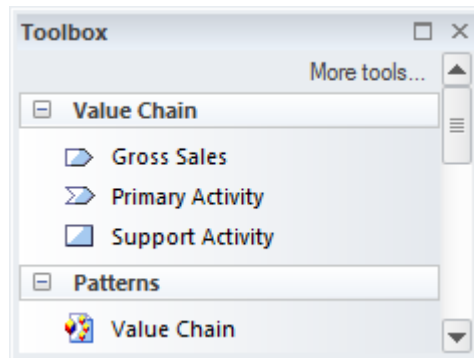 Toolbox
More tools...
Value Chain
Gross Sales
Primary Activity
Support Activity
Patterns
Value Chain